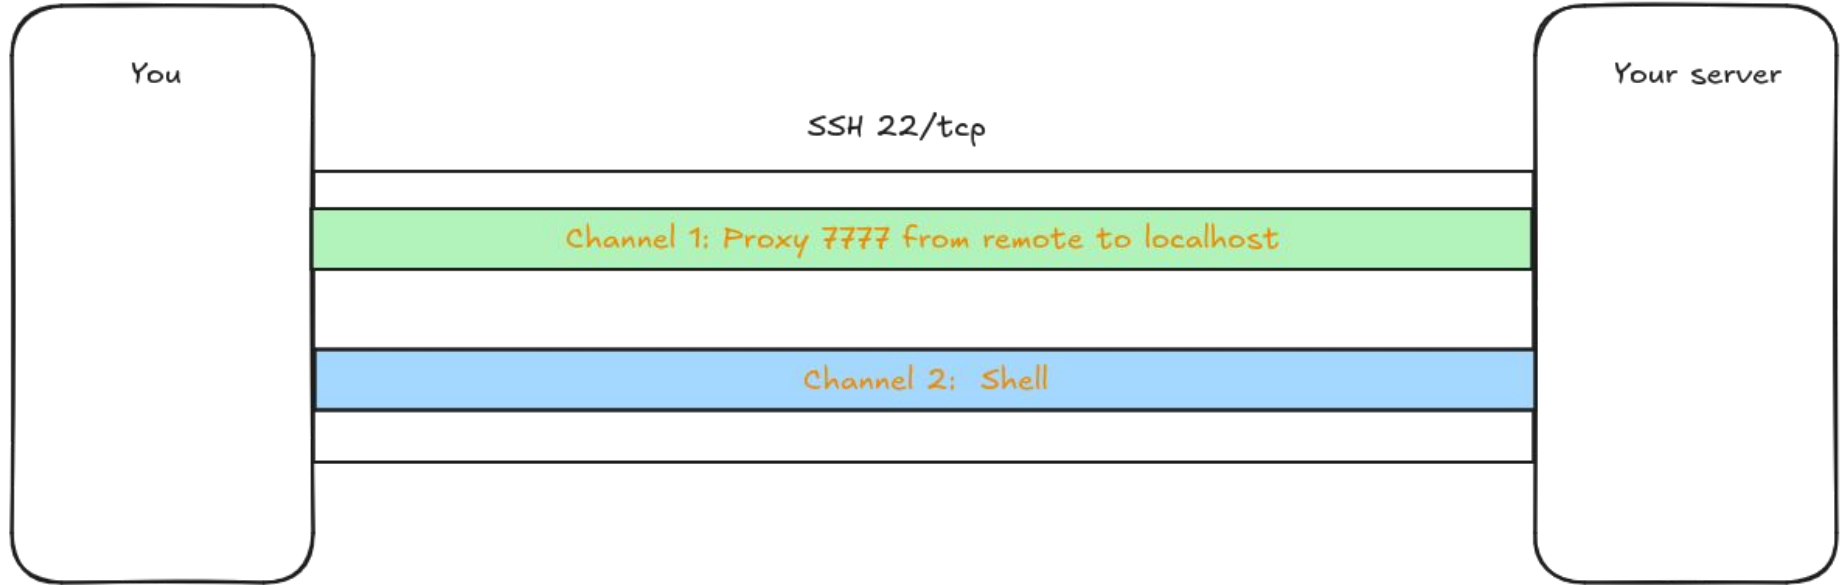 You
Your server
SSH 22/tcp
Channel 1: Proxy 7777 from remote to localhost
Channel 2: Shell